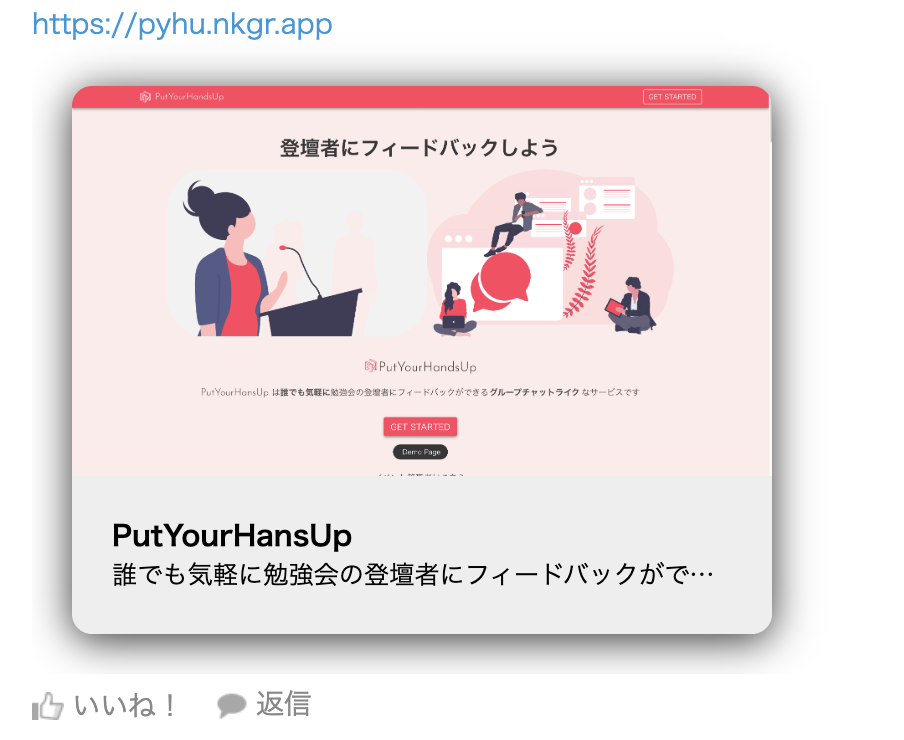 https://pyhu.nkgr.app
PutYourHandsUp
GET STARTED
登壇者にフィードバックしよう
PutYourHandsUp
PutYourHansUp は誰でも気軽に勉強会の登壇者にフィードバックができるグループチャットライク なサービスです
GET STARTED
Demo Page
PutYourHansUp
誰でも気軽に勉強会の登壇者にフィードバックがで…
いいね！
返信